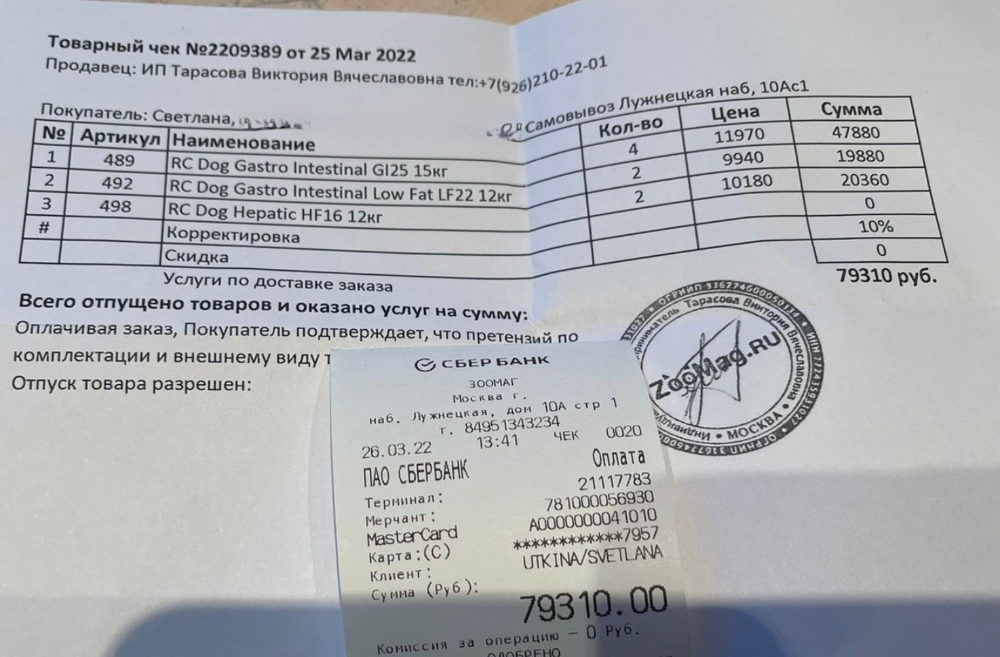 Товарный чек №2209389 от 25 Mar 2022
Продавец: ИП Тарасова Виктория Вячеславовна тел:+7(926)210-22-01
Покупатель: Светлана,
Самовывоз Лужнецкая наб, 10Ас1
№ Артикул Наименование Кол-во Цена Сумма
1 489 RC Dog Gastro Intestinal GI25 15кг 4 11970 47880
2 492 RC Dog Gastro Intestinal Low Fat LF22 12кг 2 9940 19880
3 498 RC Dog Hepatic HF16 12кг 2 10180 20360
# Корректировка 0
Скидка 10%
Услуги по доставке заказа 0
Всего отпущено товаров и оказано услуг на сумму: 79310 руб.
Оплачивая заказ, Покупатель подтверждает, что претензий по
комплектации и внешнему виду
Отпуск товара разрешен:
ZooMag.RU
Тарасова Виктория Вячеславовна
МОСКВА
СБЕРБАНК
ЗООМАГ
Москва г.
наб. Лужнецкая, дом 10А стр 1
т. 84951343234
26.03.22 13:41 ЧЕК 0020
ПАО СБЕРБАНК Оплата
Терминал: 21117783
Мерчант: 781000056930
MasterCard A0000000041010
Карта:(C) ************7957
Клиент: UTKINA/SVETLANA
Сумма (Руб):
79310.00
Комиссия за операцию – 0 Руб.
ОДОБРЕНО